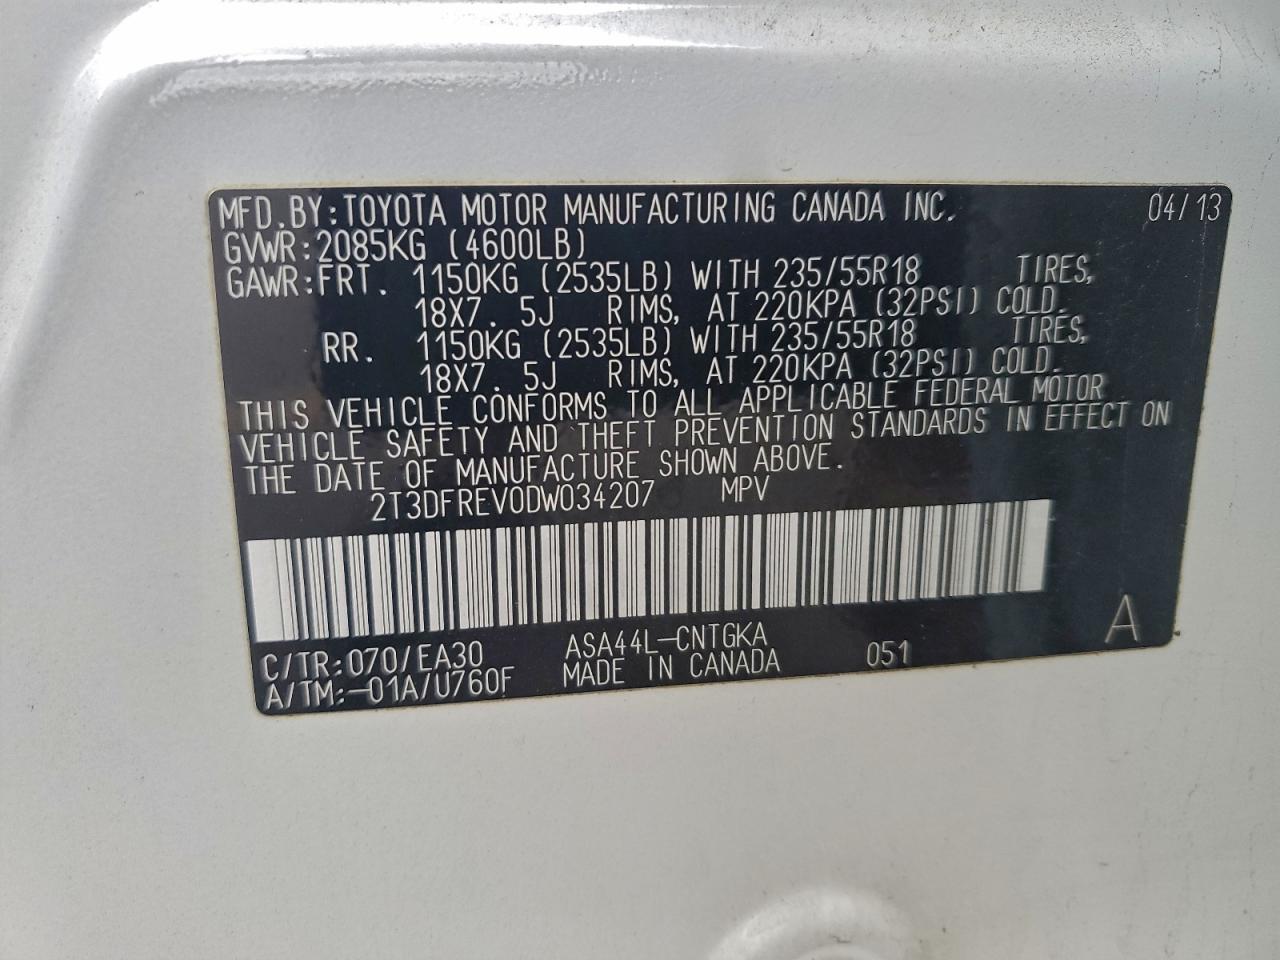 MFD.BY:TOYOTA MOTOR MANUFACTURING CANADA INC. 04/13
GVWR:2085KG (4600LB)
GAWR:FRT. 1150KG (2535LB) WITH 235/55R18 TIRES,
18X7.5J RIMS, AT 220KPA (32PSI) COLD.
RR. 1150KG (2535LB) WITH 235/55R18 TIRES,
18X7.5J RIMS, AT 220KPA (32PSI) COLD.
THIS VEHICLE CONFORMS TO ALL APPLICABLE FEDERAL MOTOR
VEHICLE SAFETY AND THEFT PREVENTION STANDARDS IN EFFECT ON
THE DATE OF MANUFACTURE SHOWN ABOVE.
2T3DFREV0DW034207 MPV
C/TR:070/EA30 ASA44L-CNTGKA 051 A
A/TM:-01A/U760F MADE IN CANADA